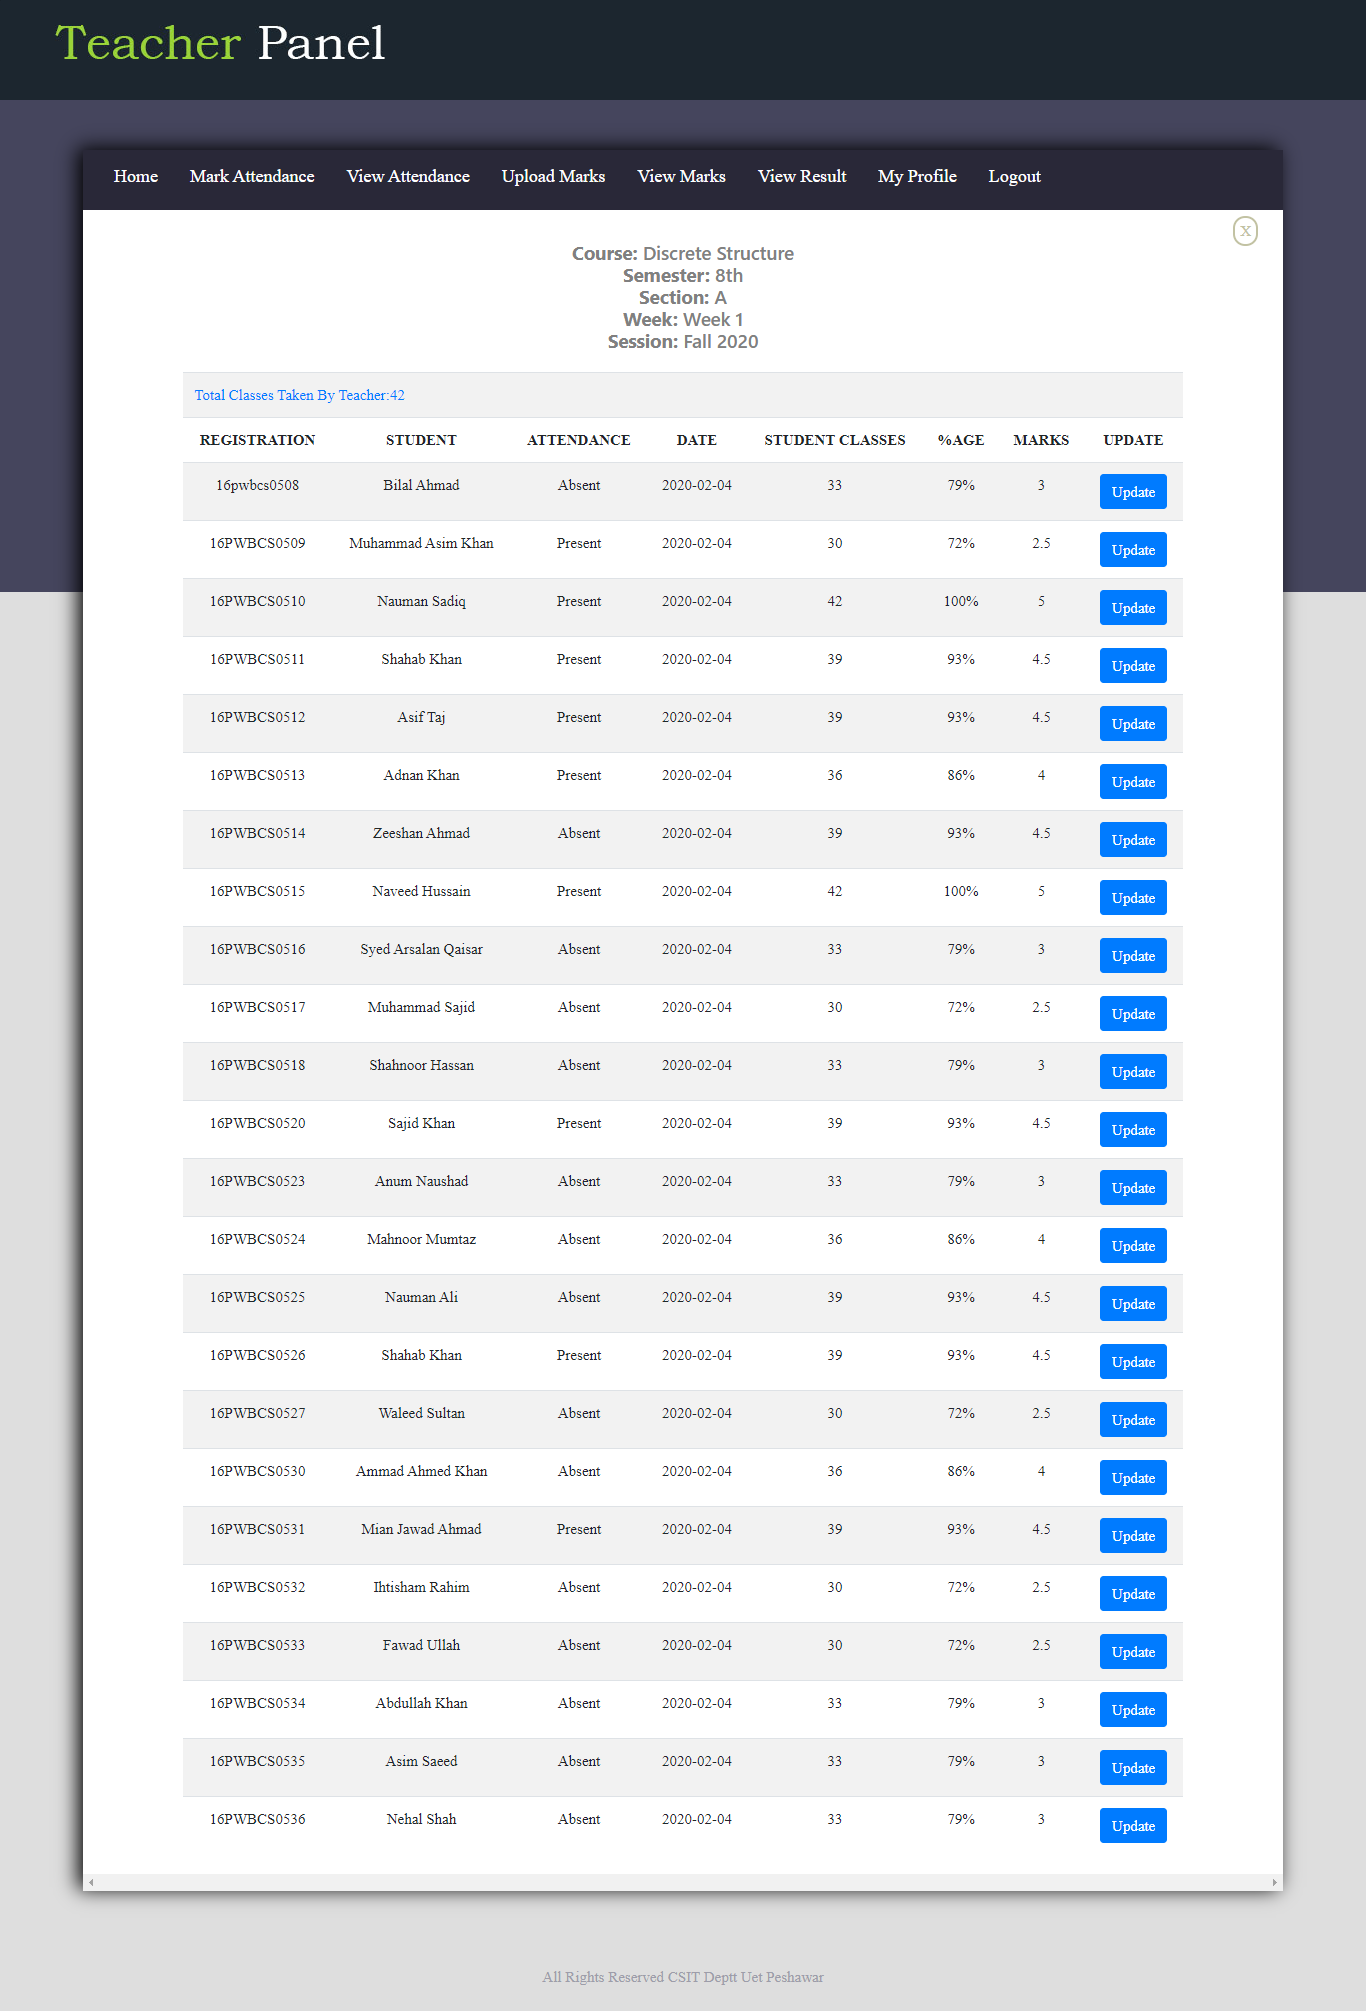 Teacher Panel
Home Mark Attendance View Attendance Upload Marks View Marks View Result My Profile Logout
X
Course: Discrete Structure
Semester: 8th
Section: A
Week: Week 1
Session: Fall 2020
Total Classes Taken By Teacher:42
REGISTRATION STUDENT ATTENDANCE DATE STUDENT CLASSES %AGE MARKS UPDATE
16pwbcs0508 Bilal Ahmad Absent 2020-02-04 33 79% 3 Update
16PWBCS0509 Muhammad Asim Khan Present 2020-02-04 30 72% 2.5 Update
16PWBCS0510 Nauman Sadiq Present 2020-02-04 42 100% 5 Update
16PWBCS0511 Shahab Khan Present 2020-02-04 39 93% 4.5 Update
16PWBCS0512 Asif Taj Present 2020-02-04 39 93% 4.5 Update
16PWBCS0513 Adnan Khan Present 2020-02-04 36 86% 4 Update
16PWBCS0514 Zeeshan Ahmad Absent 2020-02-04 39 93% 4.5 Update
16PWBCS0515 Naveed Hussain Present 2020-02-04 42 100% 5 Update
16PWBCS0516 Syed Arsalan Qaisar Absent 2020-02-04 33 79% 3 Update
16PWBCS0517 Muhammad Sajid Absent 2020-02-04 30 72% 2.5 Update
16PWBCS0518 Shahnoor Hassan Absent 2020-02-04 33 79% 3 Update
16PWBCS0520 Sajid Khan Present 2020-02-04 39 93% 4.5 Update
16PWBCS0523 Anum Naushad Absent 2020-02-04 33 79% 3 Update
16PWBCS0524 Mahnoor Mumtaz Absent 2020-02-04 36 86% 4 Update
16PWBCS0525 Nauman Ali Absent 2020-02-04 39 93% 4.5 Update
16PWBCS0526 Shahab Khan Present 2020-02-04 39 93% 4.5 Update
16PWBCS0527 Waleed Sultan Absent 2020-02-04 30 72% 2.5 Update
16PWBCS0530 Ammad Ahmed Khan Absent 2020-02-04 36 86% 4 Update
16PWBCS0531 Mian Jawad Ahmad Present 2020-02-04 39 93% 4.5 Update
16PWBCS0532 Ihtisham Rahim Absent 2020-02-04 30 72% 2.5 Update
16PWBCS0533 Fawad Ullah Absent 2020-02-04 30 72% 2.5 Update
16PWBCS0534 Abdullah Khan Absent 2020-02-04 33 79% 3 Update
16PWBCS0535 Asim Saeed Absent 2020-02-04 33 79% 3 Update
16PWBCS0536 Nehal Shah Absent 2020-02-04 33 79% 3 Update
All Rights Reserved CSIT Deptt Uet Peshawar